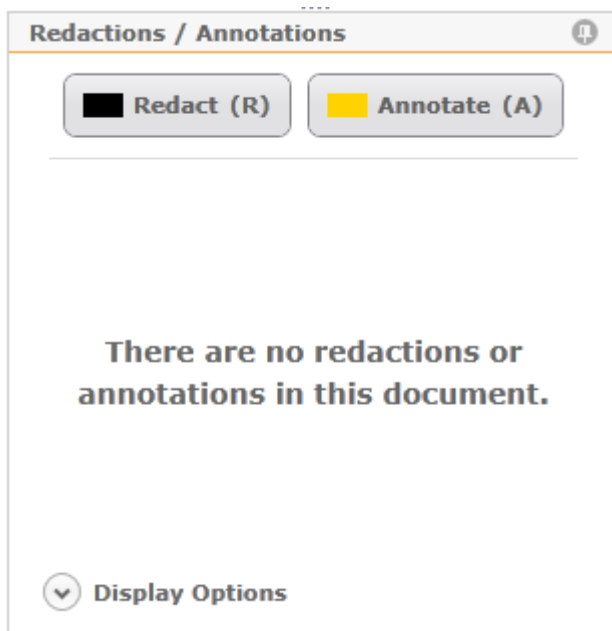 Redactions / Annotations
Redact (R)
Annotate (A)
There are no redactions or
annotations in this document.
Display Options